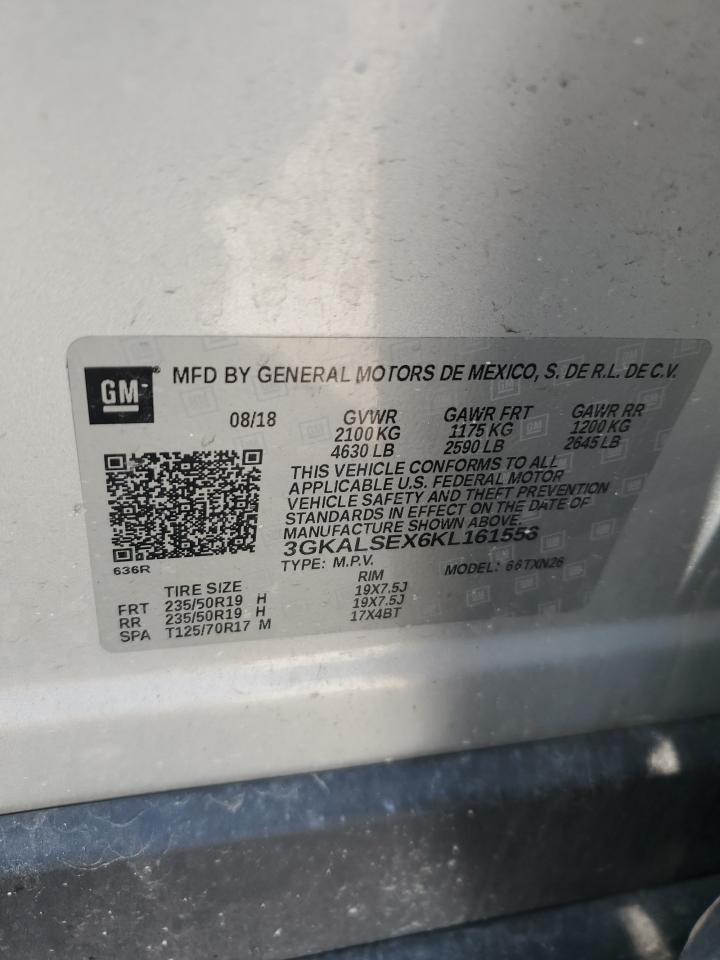 GM
MFD BY GENERAL MOTORS DE MEXICO, S. DE R.L. DE C.V.
08/18 GVWR GAWR FRT GAWR RR
2100 KG 1175 KG 1200 KG
4630 LB 2590 LB 2645 LB
THIS VEHICLE CONFORMS TO ALL
APPLICABLE U.S. FEDERAL MOTOR
VEHICLE SAFETY AND THEFT PREVENTION
STANDARDS IN EFFECT ON THE DATE OF
MANUFACTURE SHOWN ABOVE.
3GKALSEX6KL161556
636R
TYPE: M.P.V. MODEL: 66TXN26
TIRE SIZE RIM
FRT 235/50R19 H 19X7.5J
RR 235/50R19 H 19X7.5J
SPA T125/70R17 M 17X4BT